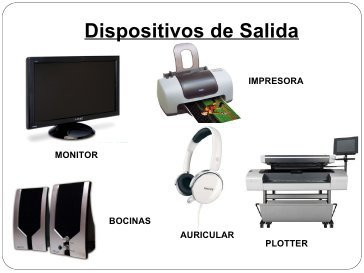 Dispositivos de Salida
IMPRESORA
MONITOR
BOCINAS
AURICULAR
PLOTTER